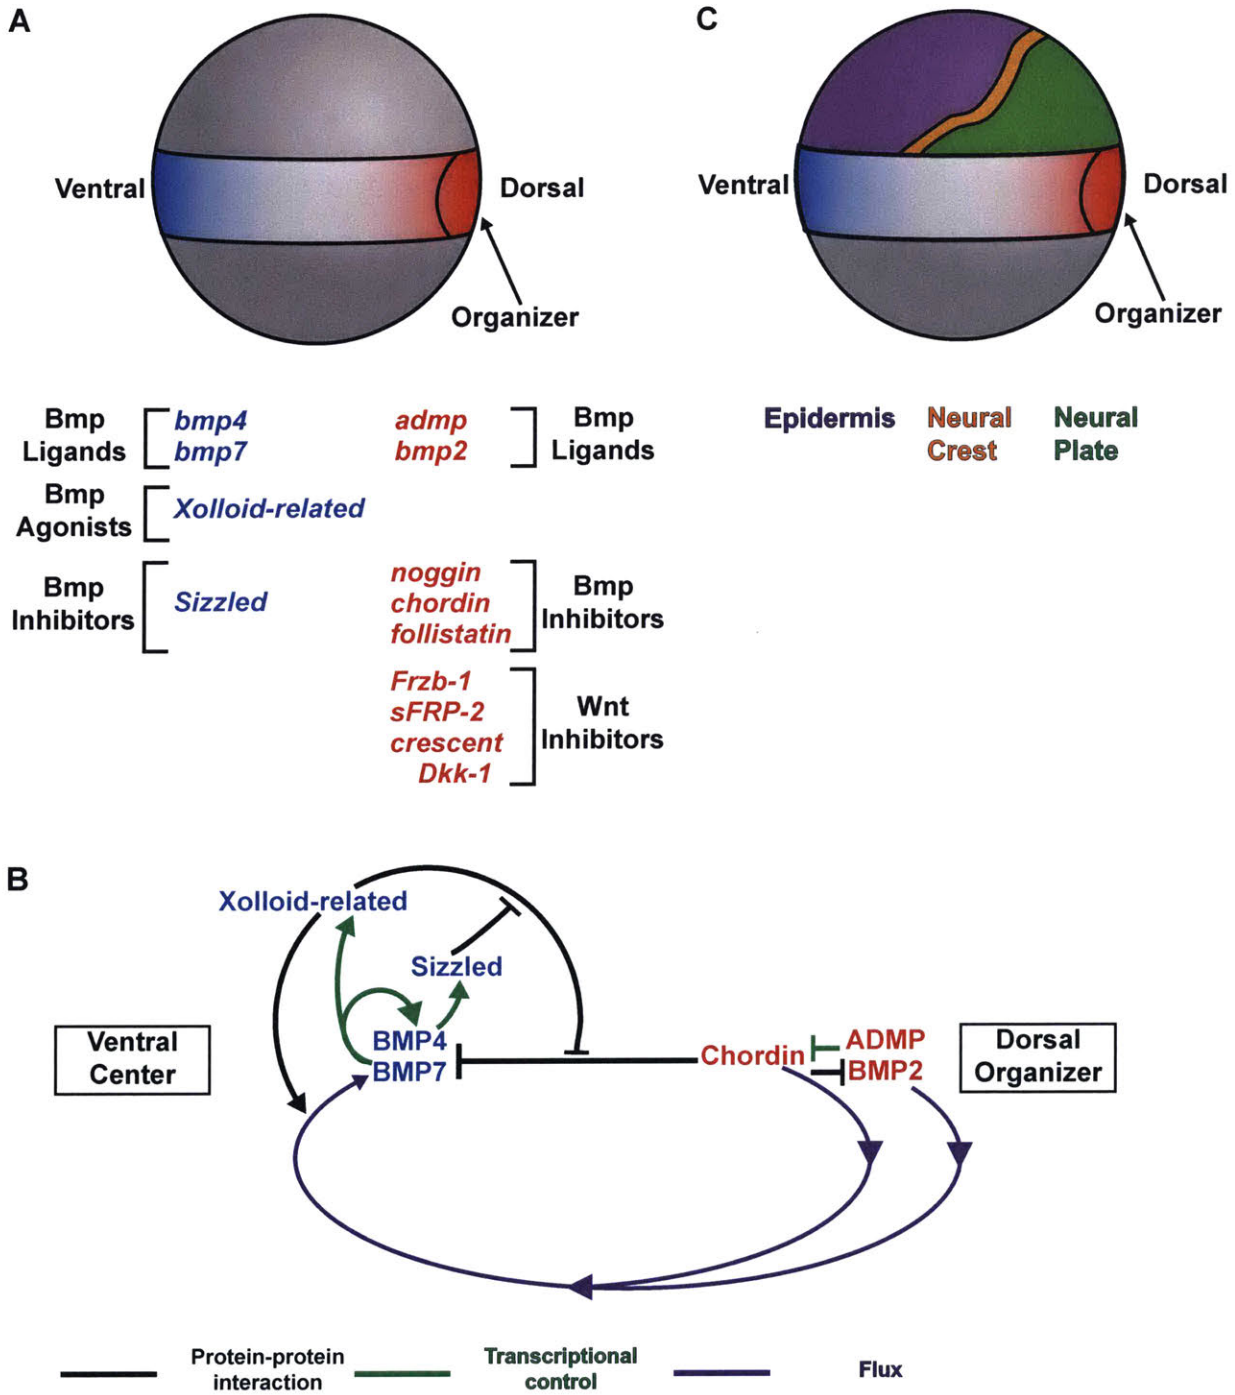 A
Ventral
Dorsal
Organizer
Bmp
Ligands
bmp4
bmp7
admp
bmp2
Bmp
Ligands
Bmp
Agonists
Xolloid-related
Bmp
Inhibitors
Sizzled
noggin
chordin
follistatin
Bmp
Inhibitors
Frzb-1
sFRP-2
crescent
Dkk-1
Wnt
Inhibitors
C
Ventral
Dorsal
Organizer
Epidermis
Neural
Crest
Neural
Plate
B
Xolloid-related
Sizzled
Ventral
Center
BMP4
BMP7
Chordin
ADMP
BMP2
Dorsal
Organizer
Protein-protein
interaction
Transcriptional
control
Flux